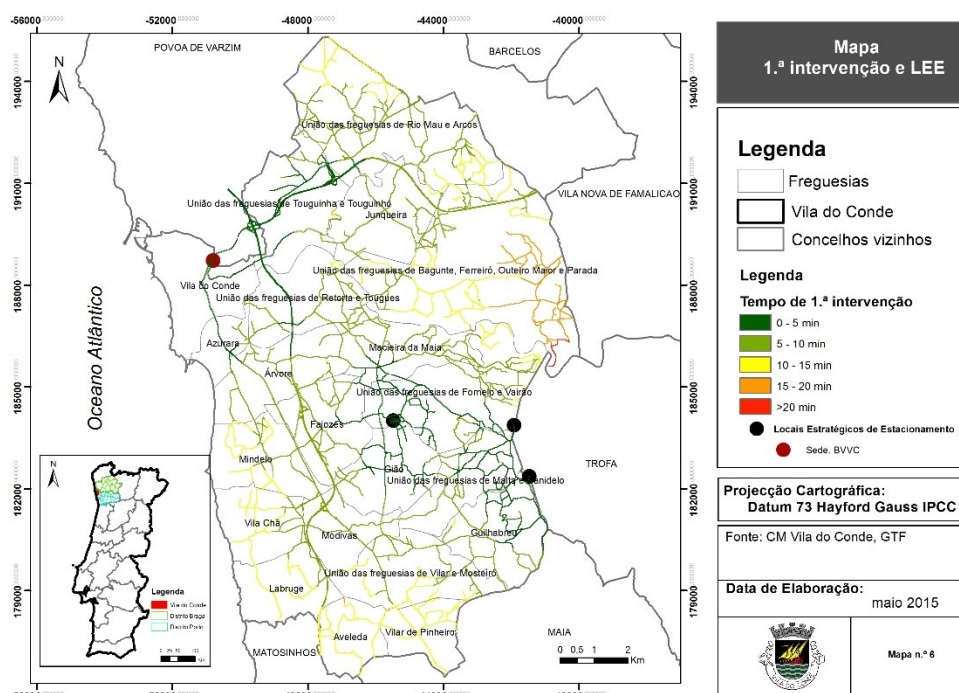 -56000,000000
-48000,000000
-44000,000000
-40000,000000
POVOA DE VARZIM
BARCELOS
N
194000
194000
União das freguesias de Rio Mau e Arcos
191000
191000
VILA NOVA DE FAMALICAO
União das freguesias de Touguinha e Touguinhó
Junqueira
União das freguesias de Bagunte, Ferreiró, Outeiro Maior e Parada
188000
188000
Vila do Conde
União das freguesias de Retorta e Tougues
Azurara
Macieira da Maia
Oceano Atlântico
185000
185000
Árvore
União das freguesias de Fornelo e Vairão
Fajozes
Mindelo
Gião
TROFA
União das freguesias de Malta e Canidelo
182000
182000
Vila Chã
Modivas
Guilhabreu
União das freguesias de Vilar e Mosteiró
179000
179000
Labruge
Aveleda
Vilar de Pinheiro
MATOSINHOS
MAIA
0 0.5 1 2
Km
N
Legenda
Vila do Conde
Distrito Braga
Distrito Porto
Km
Mapa
1.ª intervenção e LEE
Legenda
Freguesias
Vila do Conde
Concelhos vizinhos
Legenda
Tempo de 1.ª intervenção
0 - 5 min
5 - 10 min
10 - 15 min
15 - 20 min
>20 min
Locais Estratégicos de Estacionamento
Sede. BVVC
Projecção Cartográfica:
Datum 73 Hayford Gauss IPCC
Fonte: CM Vila do Conde, GTF
Data de Elaboração:
maio 2015
VILA DO CONDE
Mapa n.º 6